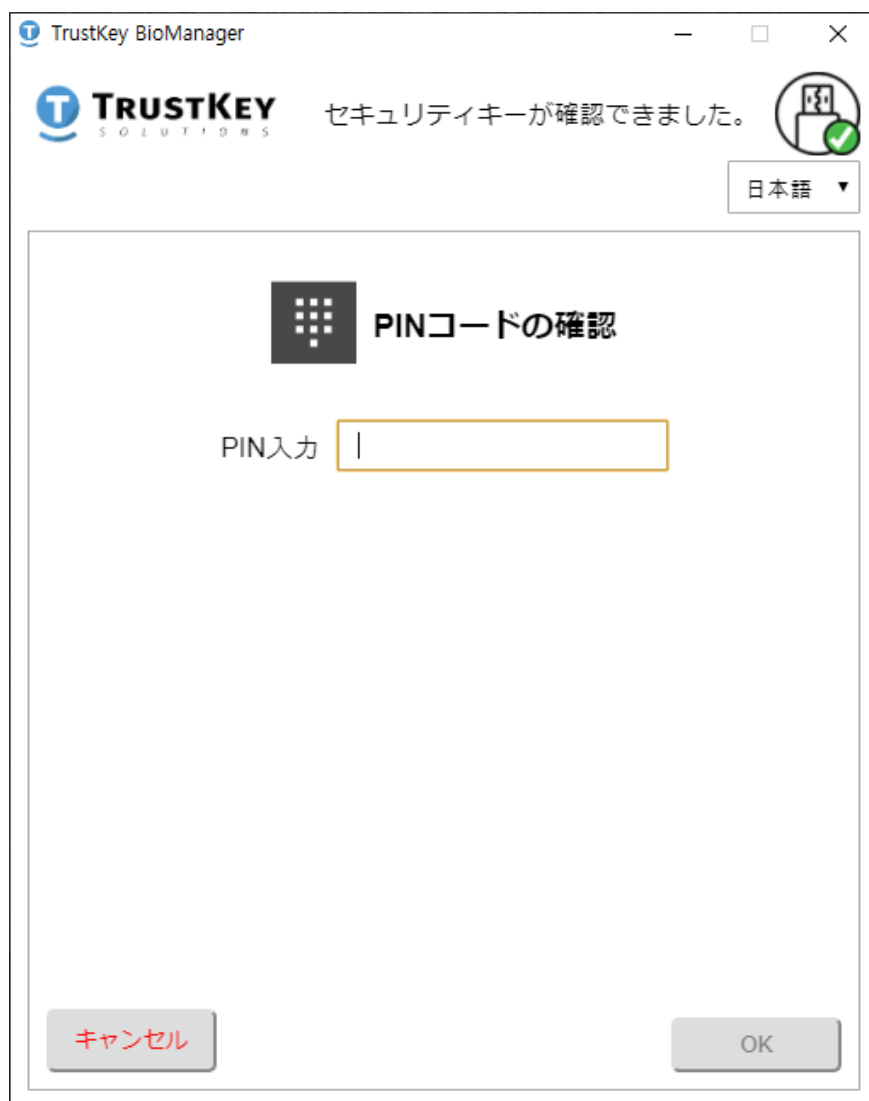 TrustKey BioManager
TRUSTKEY
SOLUTIONS
セキュリティキーが確認できました。
日本語
PINコードの確認
PIN入力
キャンセル
OK